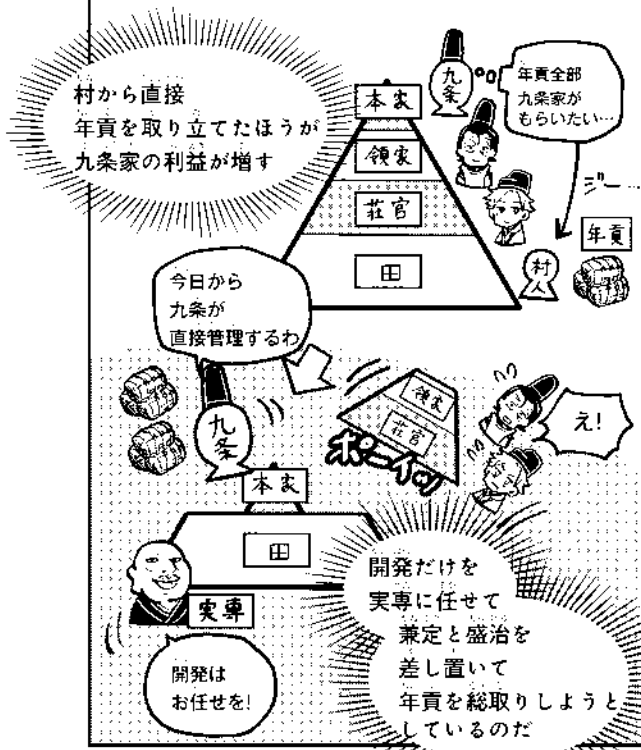 年貢全部
九条家が
もらいたい…
九条
村から直接
年貢を取り立てたほうが
九条家の利益が増す
本家
領家
荘官
田
ジー…
年貢
村人
今日から
九条が
直接管理するわ
九条
領家
荘官
ポーイッ
え!
本家
田
実専
開発は
お任せを!
開発だけを
実専に任せて
兼定と盛治を
差し置いて
年貢を総取りしようと
しているのだ